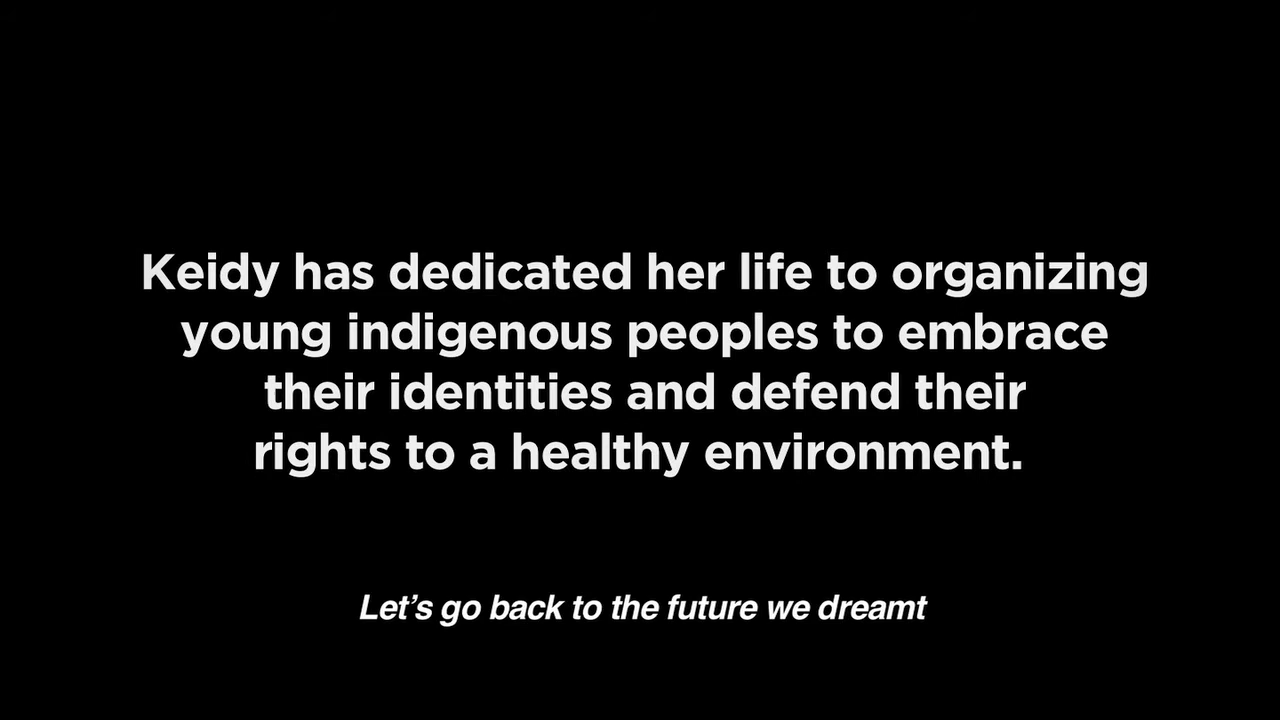 Keidy has dedicated her life to organizing
young indigenous peoples to embrace
their identities and defend their
rights to a healthy environment.
Let’s go back to the future we dreamt